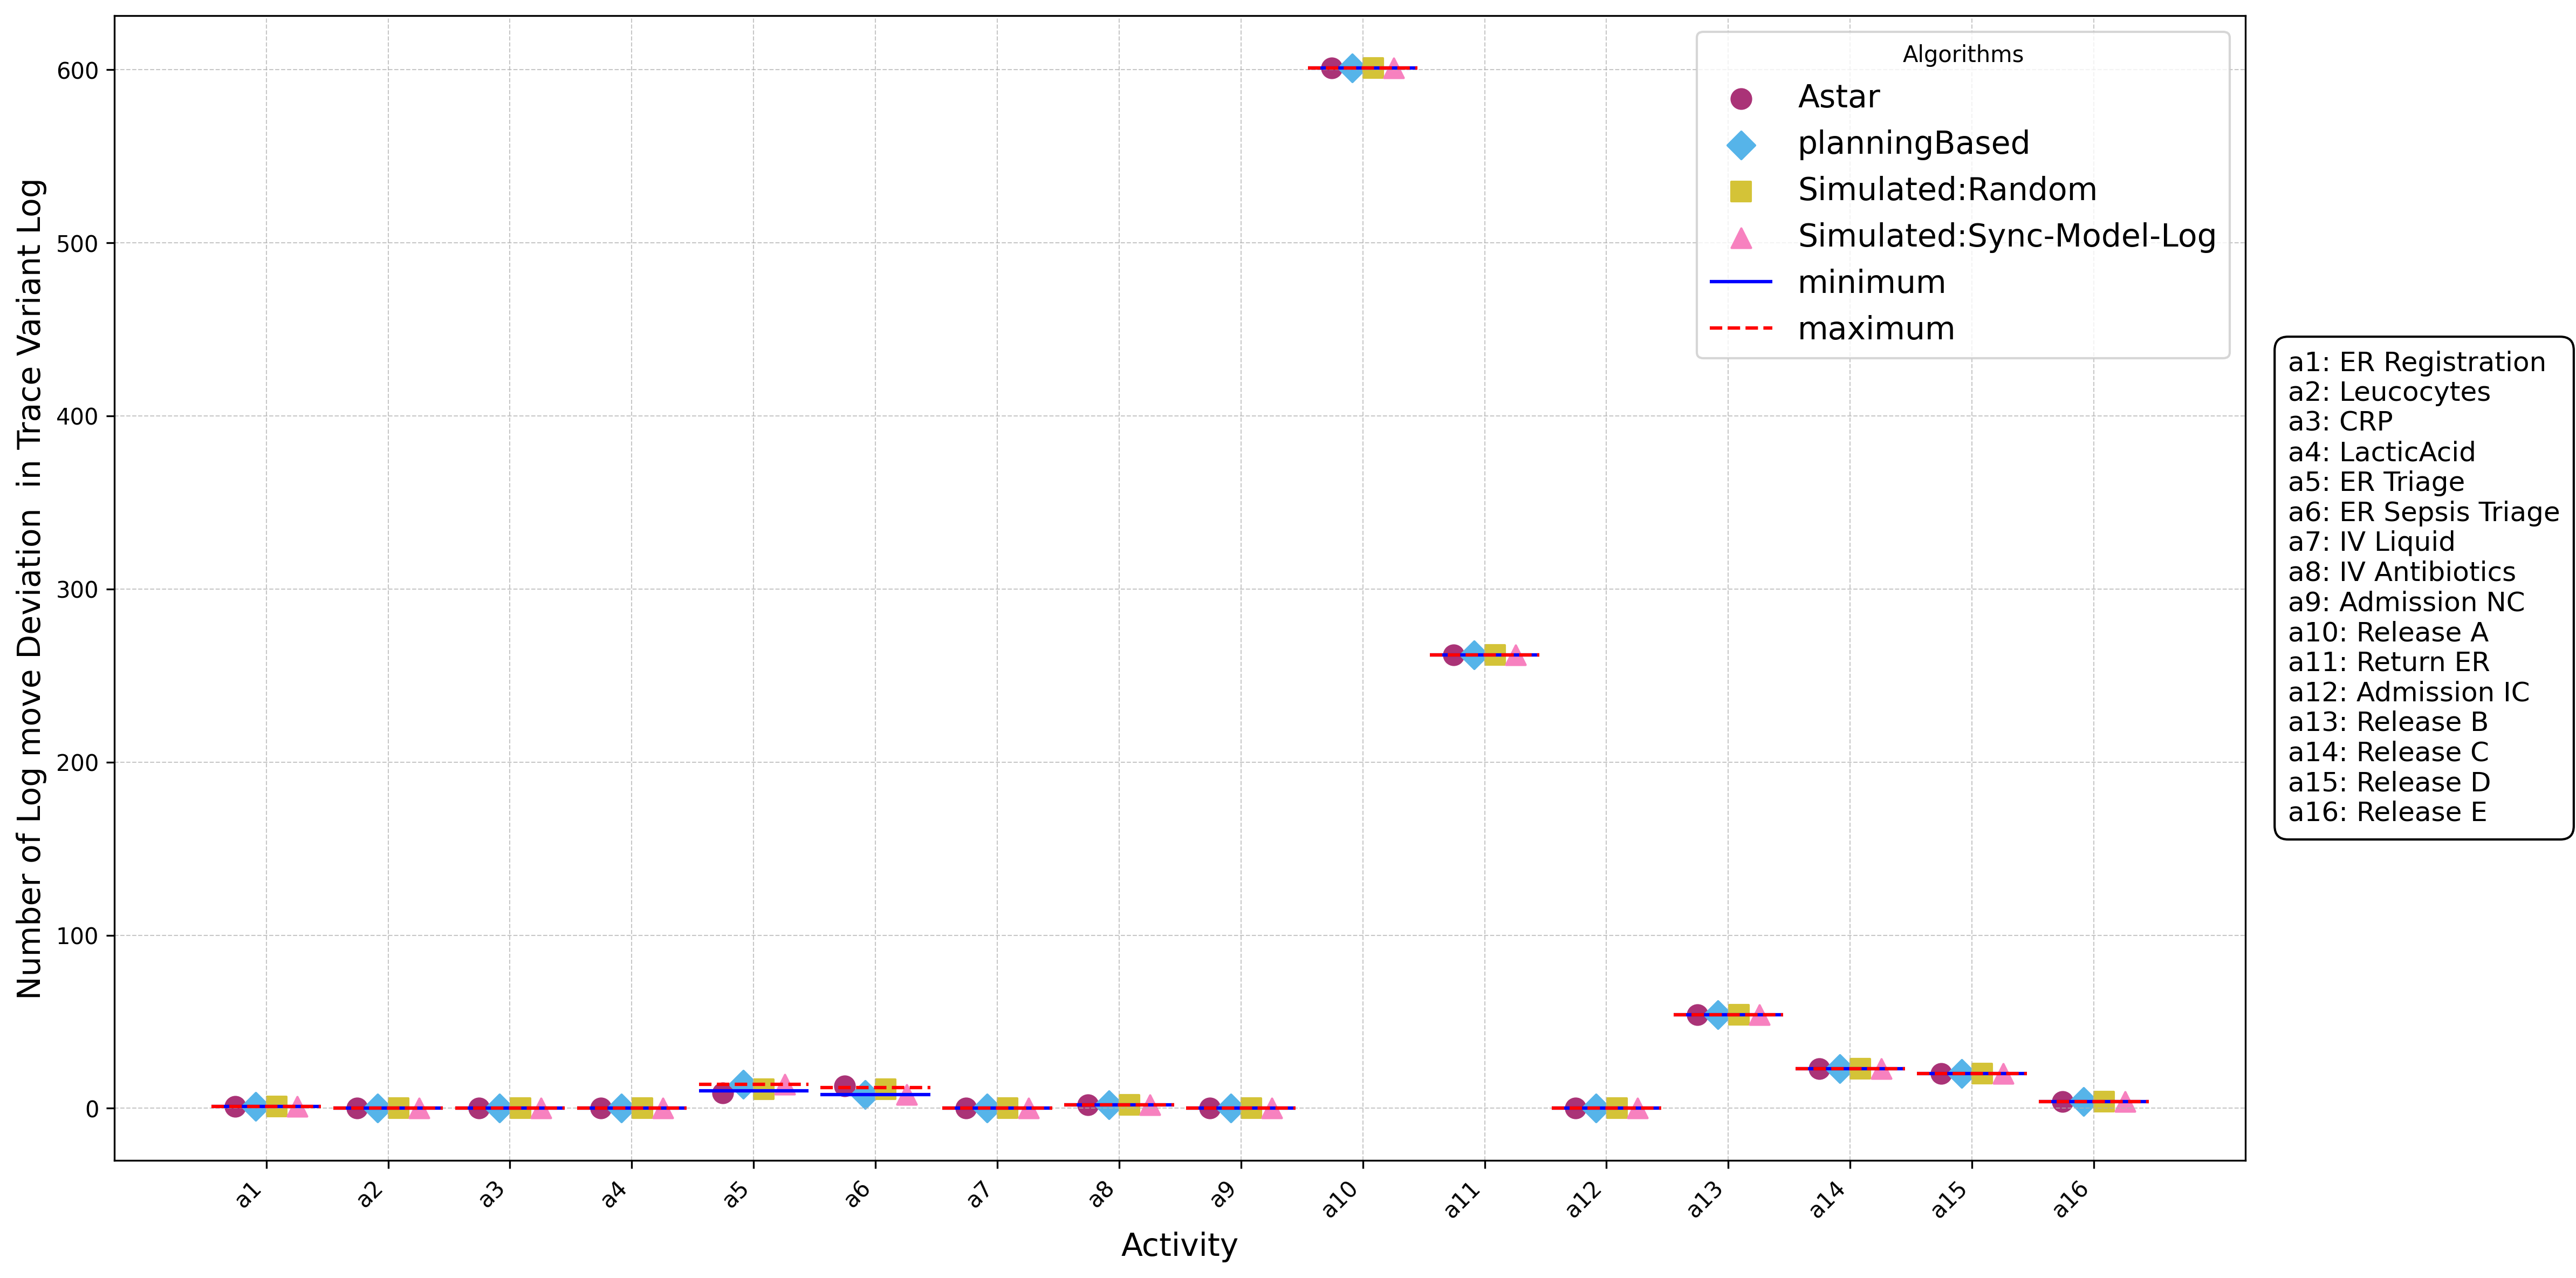 Number of Log move Deviation  in Trace Variant Log
600
500
400
300
200
100
0
a1
a2
a3
a4
a5
a6
a7
a8
a9
a10
a11
a12
a13
a14
a15
a16
Activity
Algorithms
Astar
planningBased
Simulated:Random
Simulated:Sync-Model-Log
minimum
maximum
a1: ER Registration
a2: Leucocytes
a3: CRP
a4: LacticAcid
a5: ER Triage
a6: ER Sepsis Triage
a7: IV Liquid
a8: IV Antibiotics
a9: Admission NC
a10: Release A
a11: Return ER
a12: Admission IC
a13: Release B
a14: Release C
a15: Release D
a16: Release E